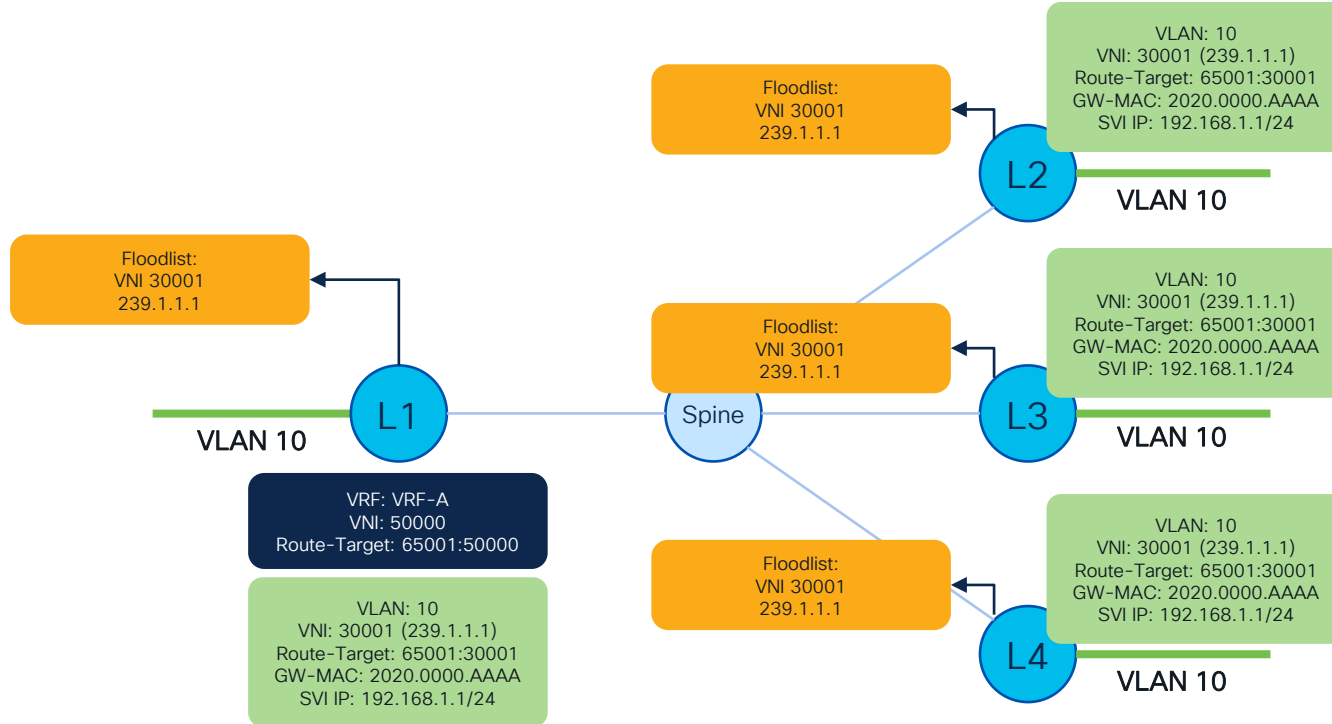 VLAN: 10
VNI: 30001 (239.1.1.1)
Route-Target: 65001:30001
GW-MAC: 2020.0000.AAAA
SVI IP: 192.168.1.1/24
Floodlist:
VNI 30001
239.1.1.1
L2
VLAN 10
Floodlist:
VNI 30001
239.1.1.1
VLAN: 10
VNI: 30001 (239.1.1.1)
Route-Target: 65001:30001
GW-MAC: 2020.0000.AAAA
SVI IP: 192.168.1.1/24
Floodlist:
VNI 30001
239.1.1.1
L1
VLAN 10
Spine
L3
VLAN 10
VRF: VRF-A
VNI: 50000
Route-Target: 65001:50000
VLAN: 10
VNI: 30001 (239.1.1.1)
Route-Target: 65001:30001
GW-MAC: 2020.0000.AAAA
SVI IP: 192.168.1.1/24
Floodlist:
VNI 30001
239.1.1.1
VLAN: 10
VNI: 30001 (239.1.1.1)
Route-Target: 65001:30001
GW-MAC: 2020.0000.AAAA
SVI IP: 192.168.1.1/24
L4
VLAN 10